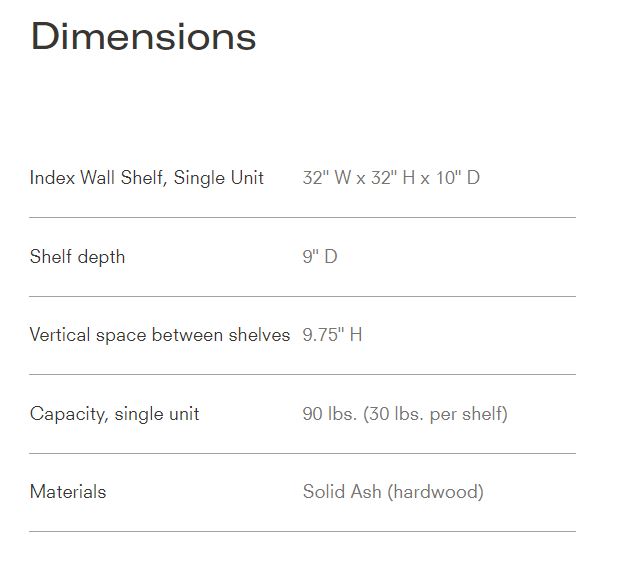 Dimensions
Index Wall Shelf, Single Unit 32" W x 32" H x 10" D
Shelf depth 9" D
Vertical space between shelves 9.75" H
Capacity, single unit 90 lbs. (30 lbs. per shelf)
Materials Solid Ash (hardwood)